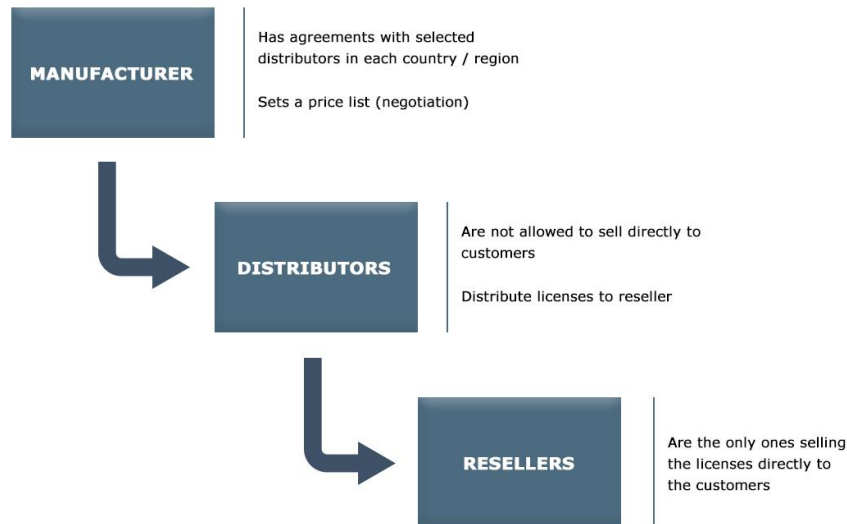 MANUFACTURER
Has agreements with selected
distributors in each country / region
Sets a price list (negotiation)
DISTRIBUTORS
Are not allowed to sell directly to
customers
Distribute licenses to reseller
RESELLERS
Are the only ones selling
the licenses directly to
the customers